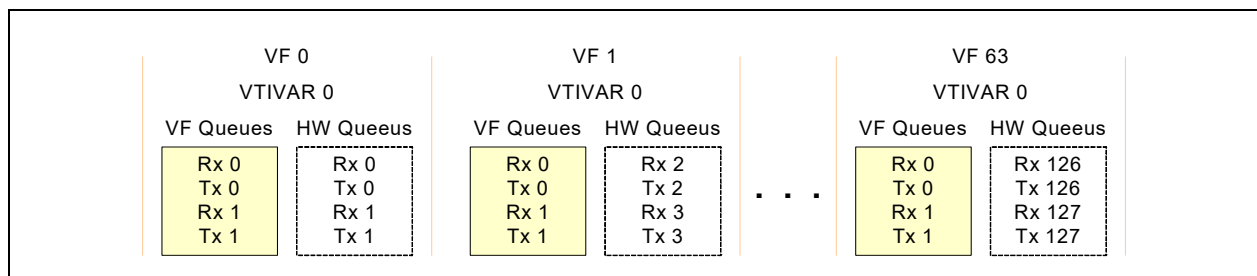 VF 0
VTIVAR 0
VF Queues HW Queeus
Rx 0 Rx 0
Tx 0 Tx 0
Rx 1 Rx 1
Tx 1 Tx 1
VF 1
VTIVAR 0
VF Queues HW Queeus
Rx 0 Rx 2
Tx 0 Tx 2
Rx 1 Rx 3
Tx 1 Tx 3
. . .
VF 63
VTIVAR 0
VF Queues HW Queeus
Rx 0 Rx 126
Tx 0 Tx 126
Rx 1 Rx 127
Tx 1 Tx 127